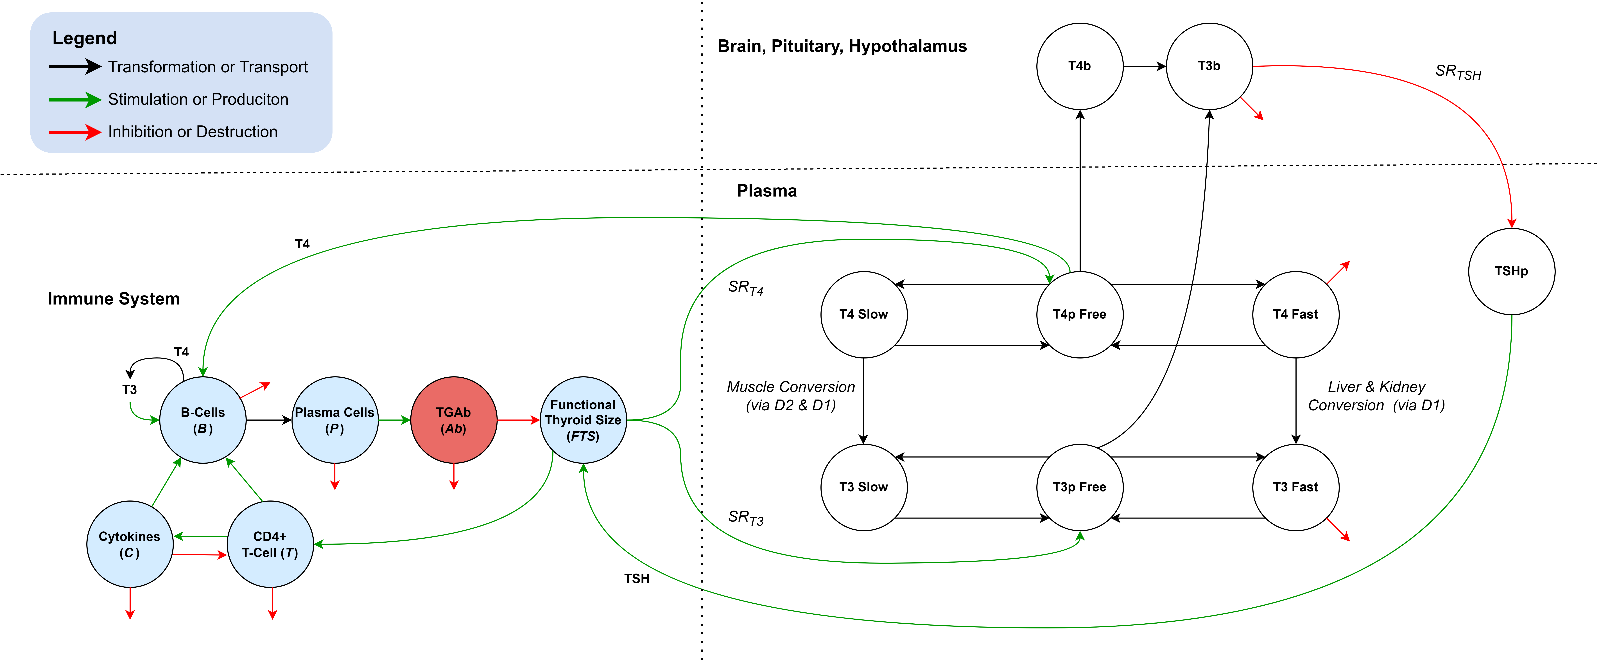 Legend
Transformation or Transport
Stimulation or Produciton
Inhibition or Destruction
Brain, Pituitary, Hypothalamus
T4b
T3b
SRTSH
Plasma
TSHp
T4
Immune System
SRT4
T4 Slow
T4p Free
T4 Fast
T4
T3
B-Cells
(B)
Plasma Cells
(P)
TGAb
(Ab)
Functional
Thyroid Size
(FTS)
Muscle Conversion
(via D2 & D1)
Liver & Kidney
Conversion (via D1)
T3 Slow
T3p Free
T3 Fast
SRT3
Cytokines
(C)
CD4+
T-Cell (T)
TSH